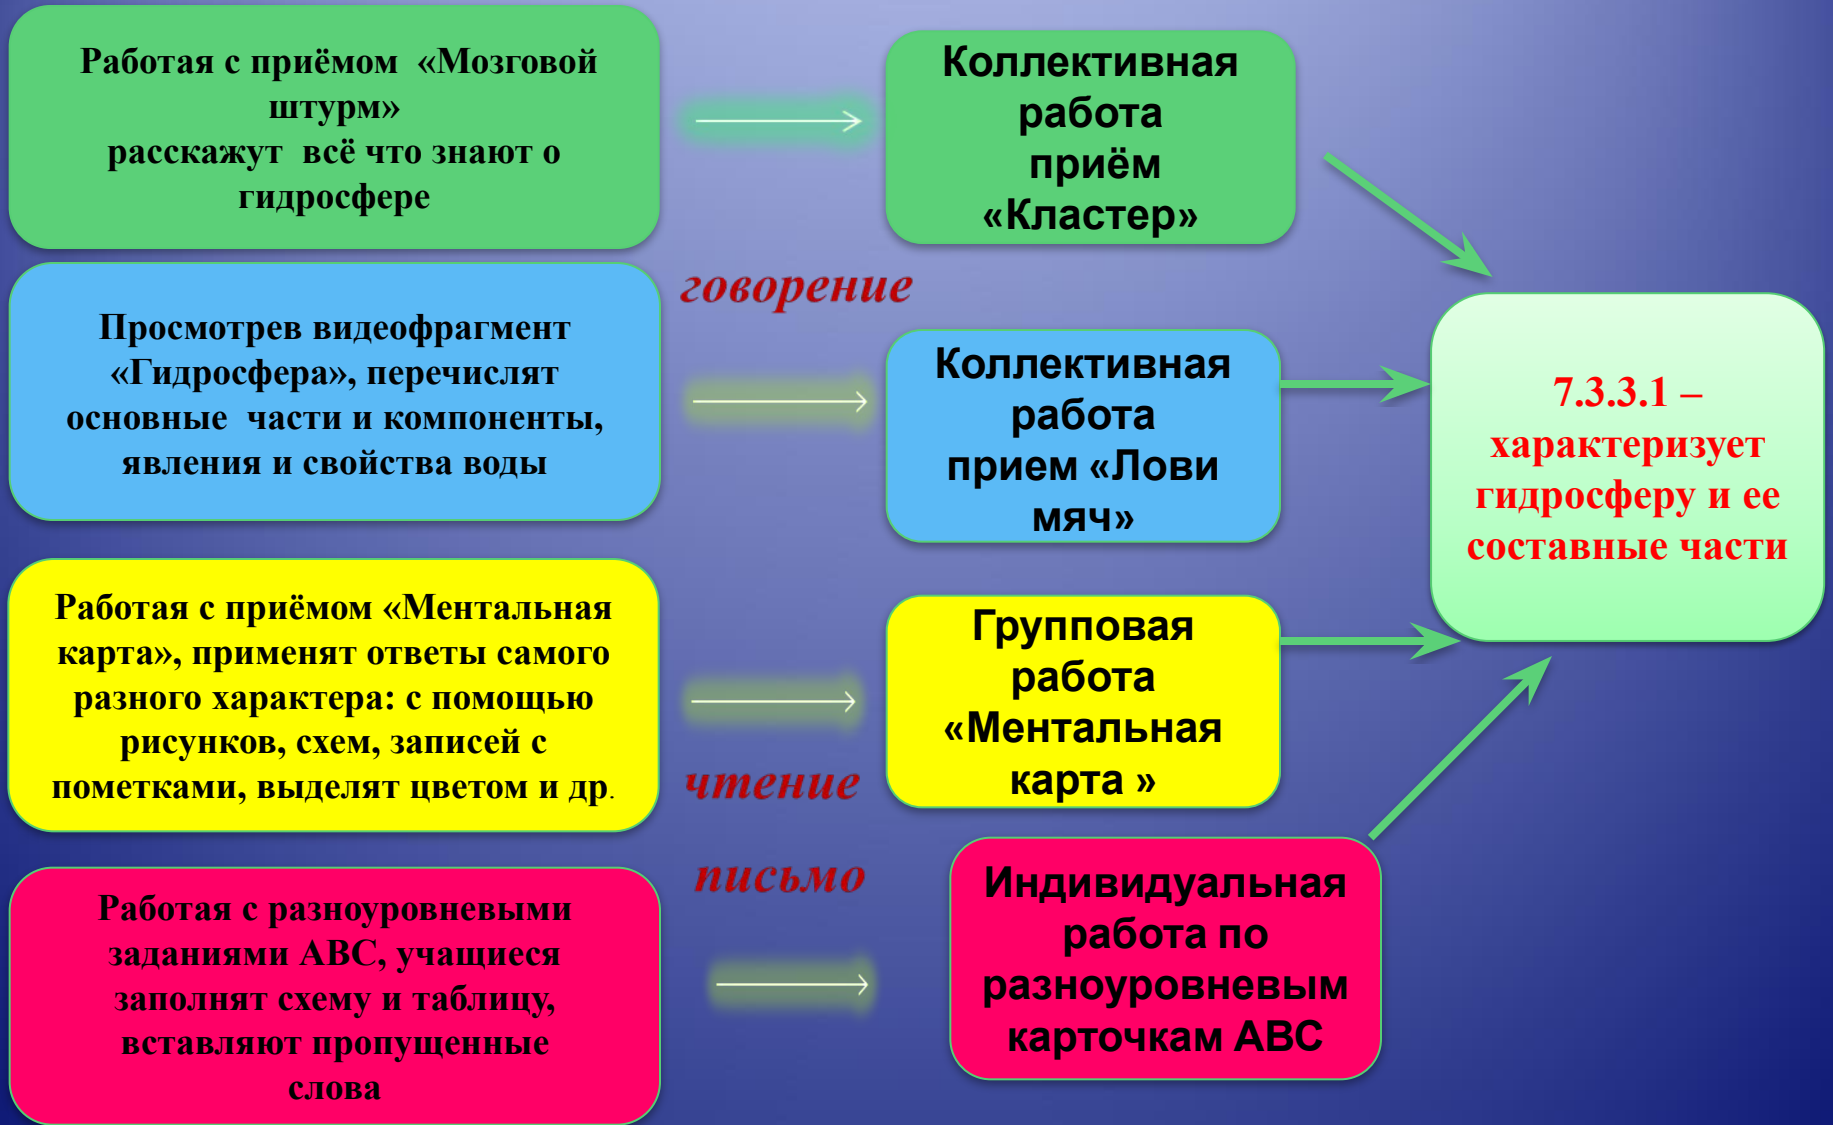 Работая с приёмом «Мозговой
штурм»
расскажут всё что знают о
гидросфере
Коллективная
работа
приём
«Кластер»
говорение
Просмотрев видеофрагмент
«Гидросфера», перечислят
основные части и компоненты,
явления и свойства воды
Коллективная
работа
прием «Лови
мяч»
7.3.3.1 –
характеризует
гидросферу и ее
составные части
Работая с приёмом «Ментальная
карта», применят ответы самого
разного характера: с помощью
рисунков, схем, записей с
пометками, выделят цветом и др.
Групповая
работа
«Ментальная
карта »
чтение
письмо
Работая с разноуровневыми
заданиями АВС, учащиеся
заполнят схему и таблицу,
вставляют пропущенные
слова
Индивидуальная
работа по
разноуровневым
карточкам АВС